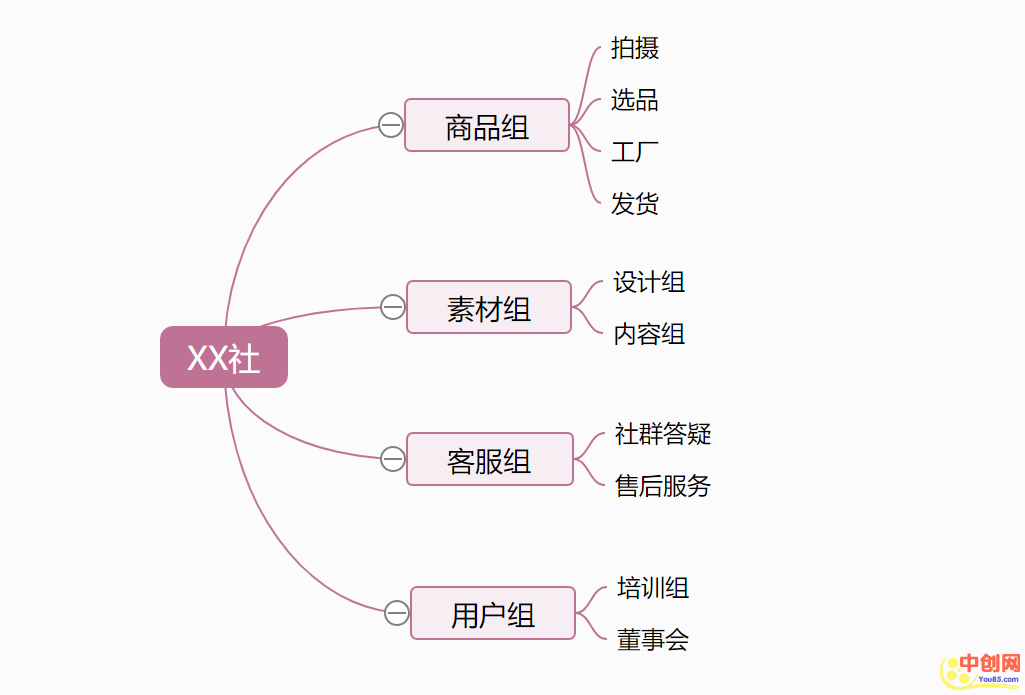 XX社
商品组
拍摄
选品
工厂
发货
素材组
设计组
内容组
客服组
社群答疑
售后服务
用户组
培训组
董事会
中创网
You85.com